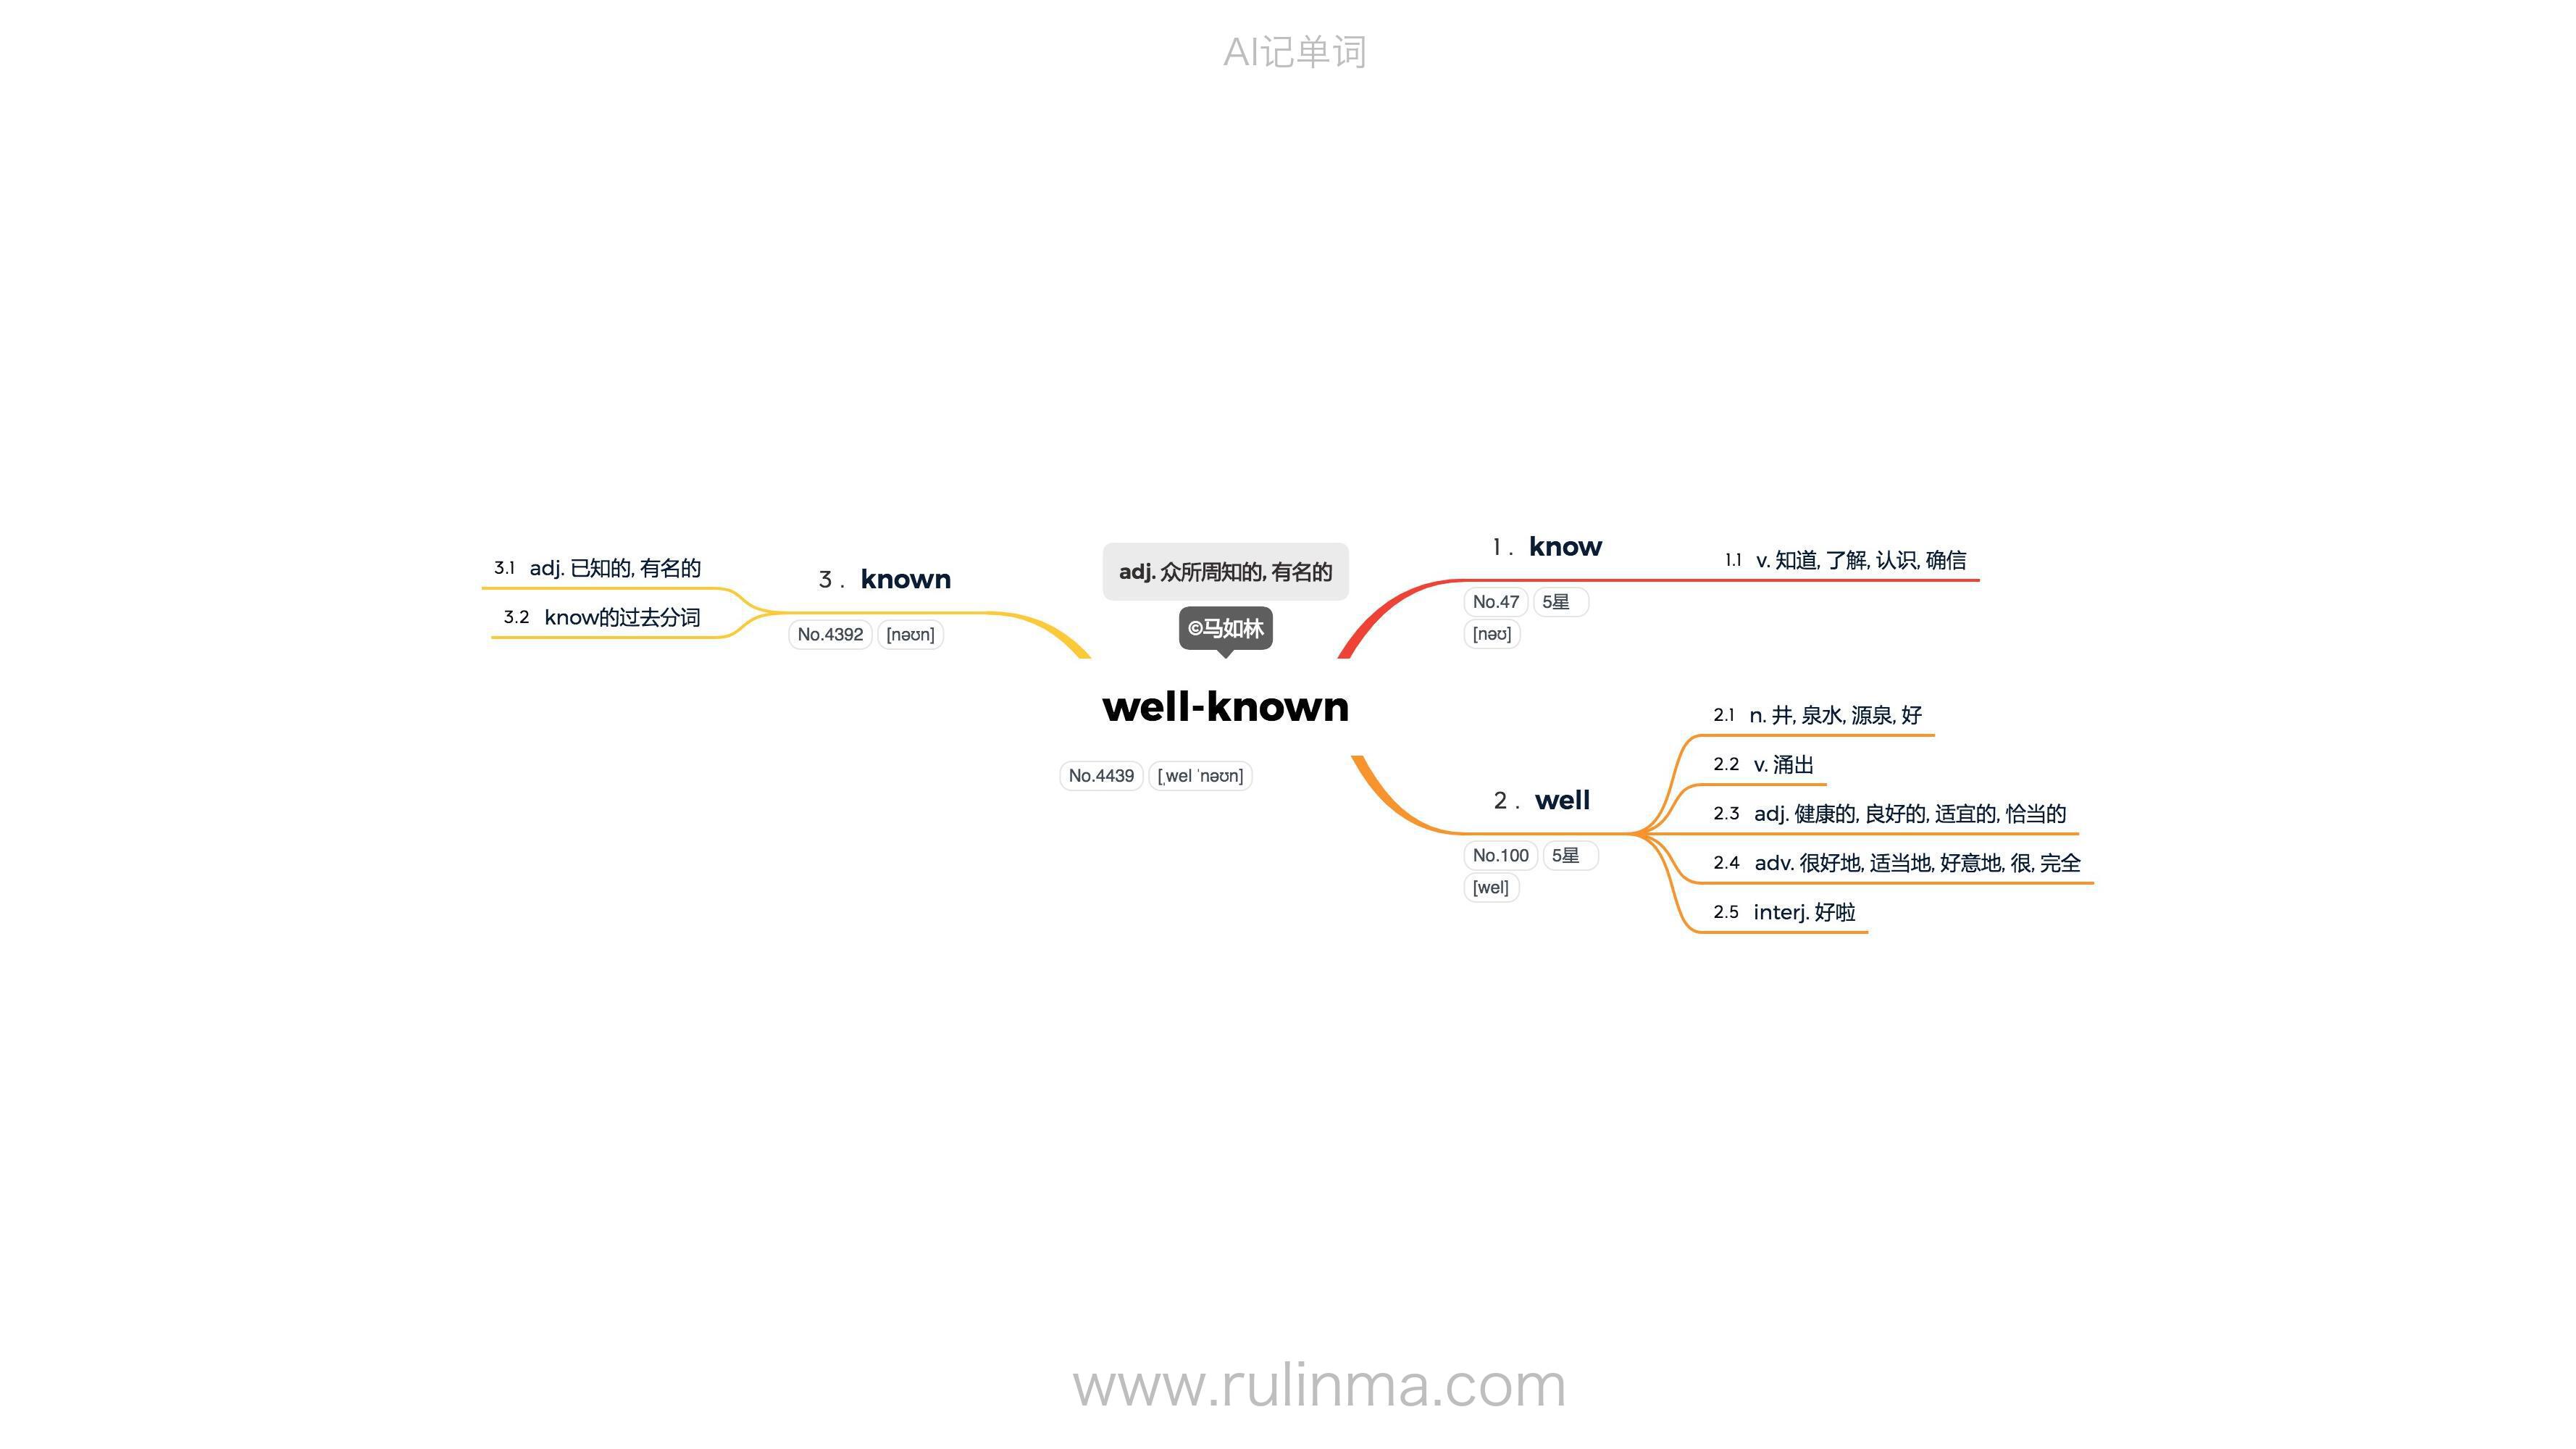 AI记单词
adj. 众所周知的, 有名的
©马如林
well-known
No.4439 [ˌwel ˈnəʊn]
1 . know
No.47 5星
[nəʊ]
1.1 v. 知道, 了解, 认识, 确信
2 . well
No.100 5星
[wel]
2.1 n. 井, 泉水, 源泉, 好
2.2 v. 涌出
2.3 adj. 健康的, 良好的, 适宜的, 恰当的
2.4 adv. 很好地, 适当地, 好意地, 很, 完全
2.5 interj. 好啦
3 . known
No.4392 [nəʊn]
3.1 adj. 已知的, 有名的
3.2 know的过去分词
www.rulinma.com